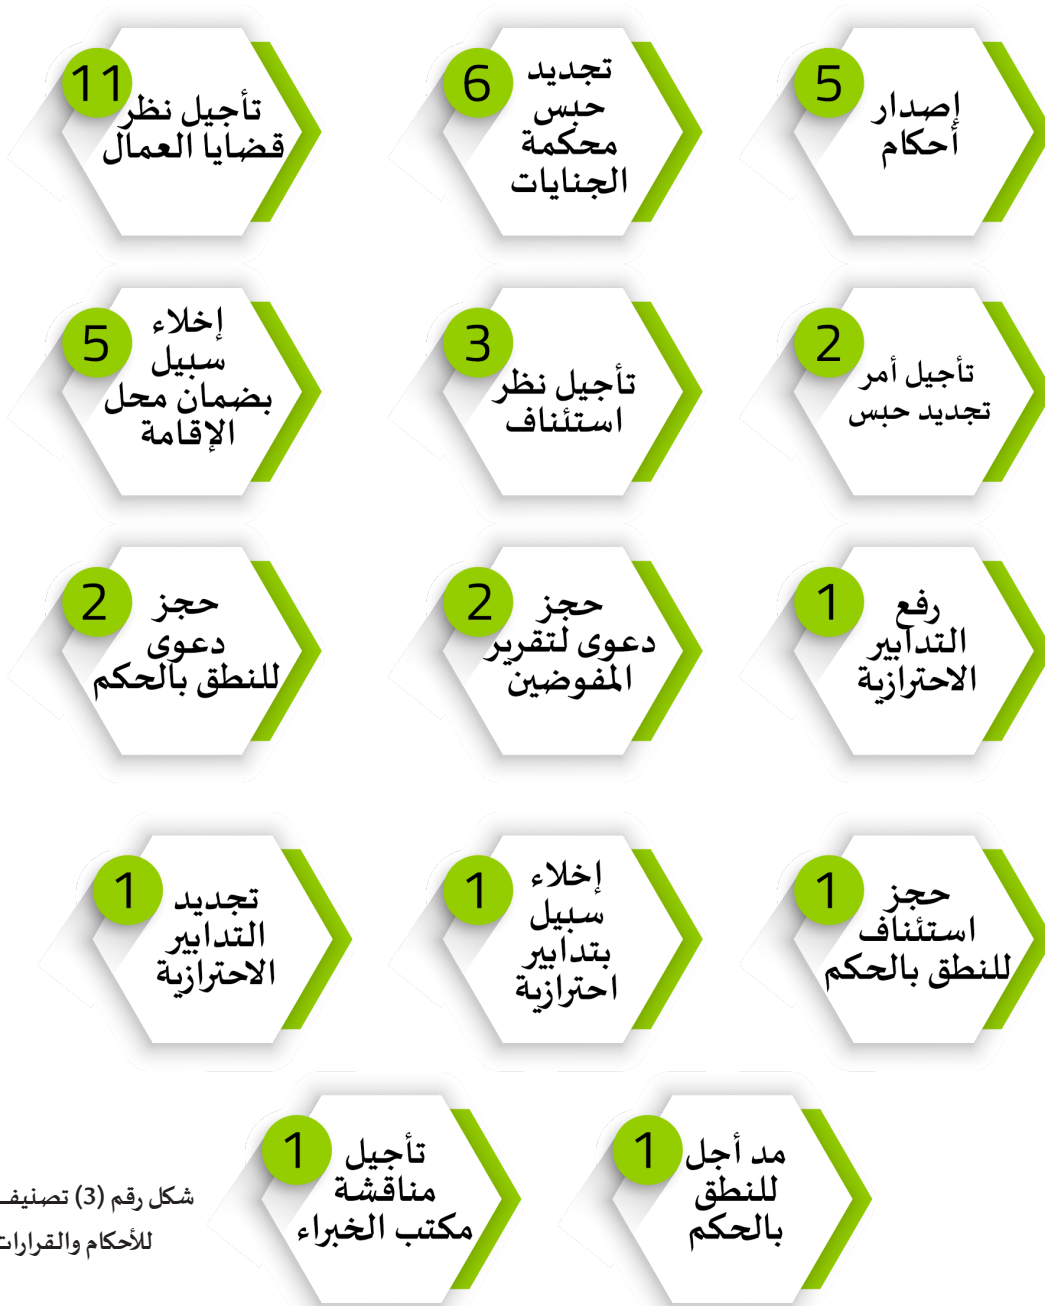 5
إصدار
أحكام
6
تجديد
حبس
محكمة
الجنايات
11
تأجيل نظر
قضايا العمال
2
تأجيل أمر
تجديد حبس
3
تأجيل نظر
استئناف
5
إخلاء
سبيل
بضمان محل
الإقامة
1
رفع
التدابير
الاحترازية
2
حجز
دعوى لتقرير
المفوضين
2
حجز
دعوى
للنطق بالحكم
1
حجز
استئناف
للنطق بالحكم
1
إخلاء
سبيل
بتدابير
احترازية
1
تجديد
التدابير
الاحترازية
1
مد أجل
للنطق
بالحكم
1
تأجيل
مناقشة
مكتب الخبراء
شكل رقم (3) تصنيف
للأحكام والقرارات